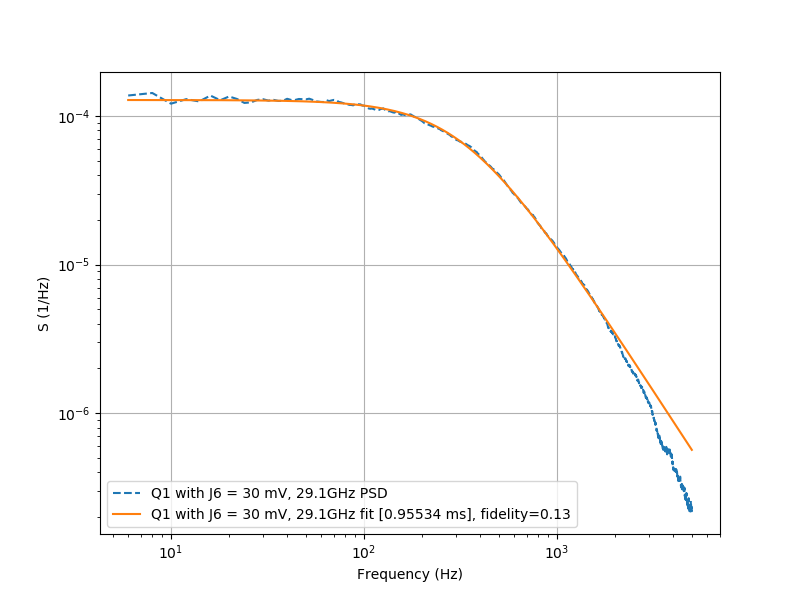 10⁻⁴
10⁻⁵
10⁻⁶
S (1/Hz)
Q1 with J6 = 30 mV, 29.1GHz PSD
Q1 with J6 = 30 mV, 29.1GHz fit [0.95534 ms], fidelity=0.13
10¹ 10² 10³
Frequency (Hz)